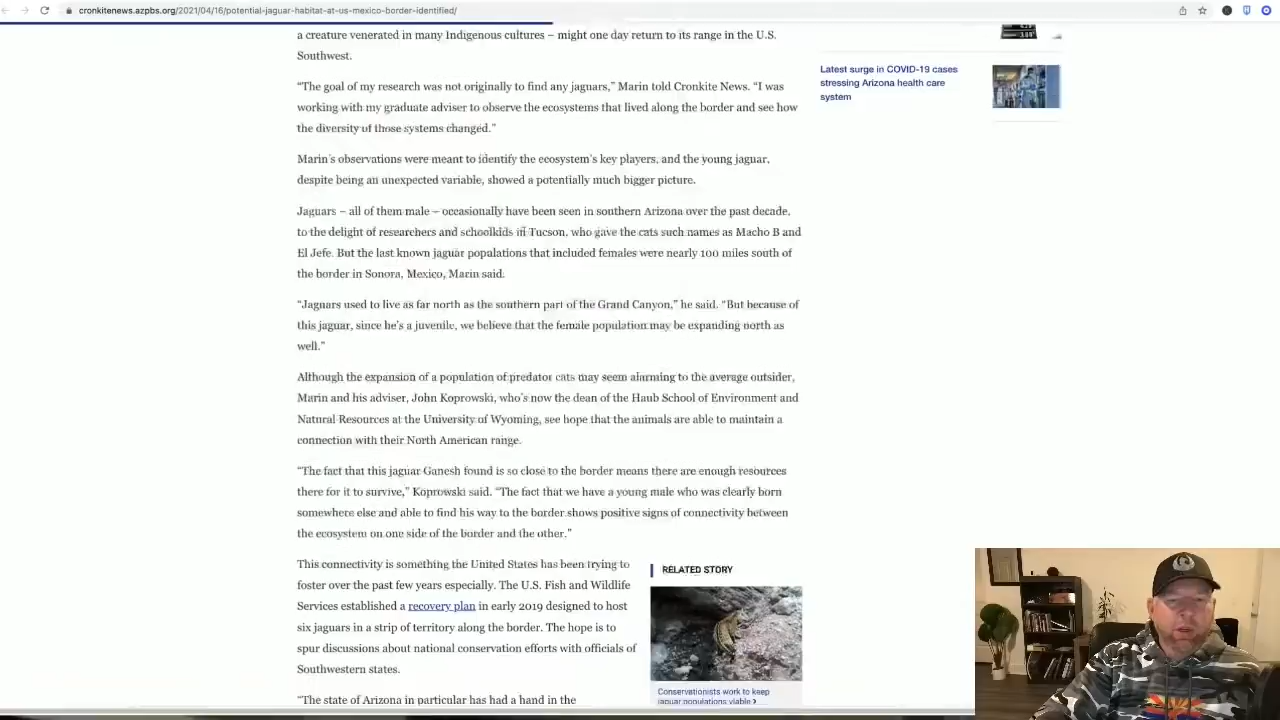 cronkitenews.azpbs.org/2021/04/16/potential-jaguar-habitat-at-us-mexico-border-identified/
a creature venerated in many Indigenous cultures – might one day return to its range in the U.S.
Southwest.
“The goal of my research was not originally to find any jaguars,” Marin told Cronkite News. “I was
working with my graduate adviser to observe the ecosystems that lived along the border and see how
the diversity of those systems changed.”
Marin’s observations were meant to identify the ecosystem’s key players, and the young jaguar,
despite being an unexpected variable, showed a potentially much bigger picture.
Jaguars – all of them male – occasionally have been seen in southern Arizona over the past decade,
to the delight of researchers and schoolkids in Tucson, who gave the cats such names as Macho B and
El Jefe. But the last known jaguar populations that included females were nearly 100 miles south of
the border in Sonora, Mexico, Marin said.
“Jaguars used to live as far north as the southern part of the Grand Canyon,” he said. “But because of
this jaguar, since he’s a juvenile, we believe that the female population may be expanding north as
well.”
Although the expansion of a population of predator cats may seem alarming to the average outsider,
Marin and his adviser, John Koprowski, who’s now the dean of the Haub School of Environment and
Natural Resources at the University of Wyoming, see hope that the animals are able to maintain a
connection with their North American range.
“The fact that this jaguar Ganesh found is so close to the border means there are enough resources
there for it to survive,” Koprowski said. “The fact that we have a young male who was clearly born
somewhere else and able to find his way to the border shows positive signs of connectivity between
the ecosystem on one side of the border and the other.”
This connectivity is something the United States has been trying to
foster over the past few years especially. The U.S. Fish and Wildlife
Services established a recovery plan in early 2019 designed to host
six jaguars in a strip of territory along the border. The hope is to
spur discussions about national conservation efforts with officials of
Southwestern states.
“The state of Arizona in particular has had a hand in the
RELATED STORY
Conservationists work to keep
jaguar populations viable >
Latest surge in COVID-19 cases
stressing Arizona health care
system